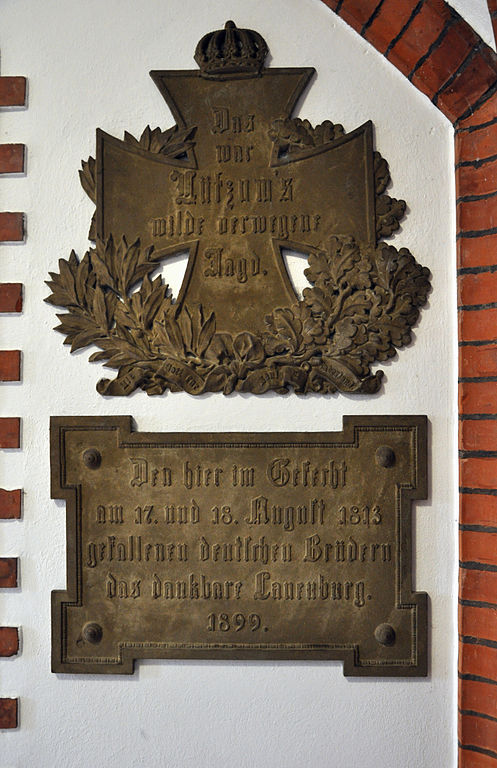 Das
war
Lützow's
wilde verwegene
Jagd.
Den hier im Gefecht
am 17. und 18. August 1813
gefallenen deutschen Brüdern
das dankbare Lauenburg.
1899.